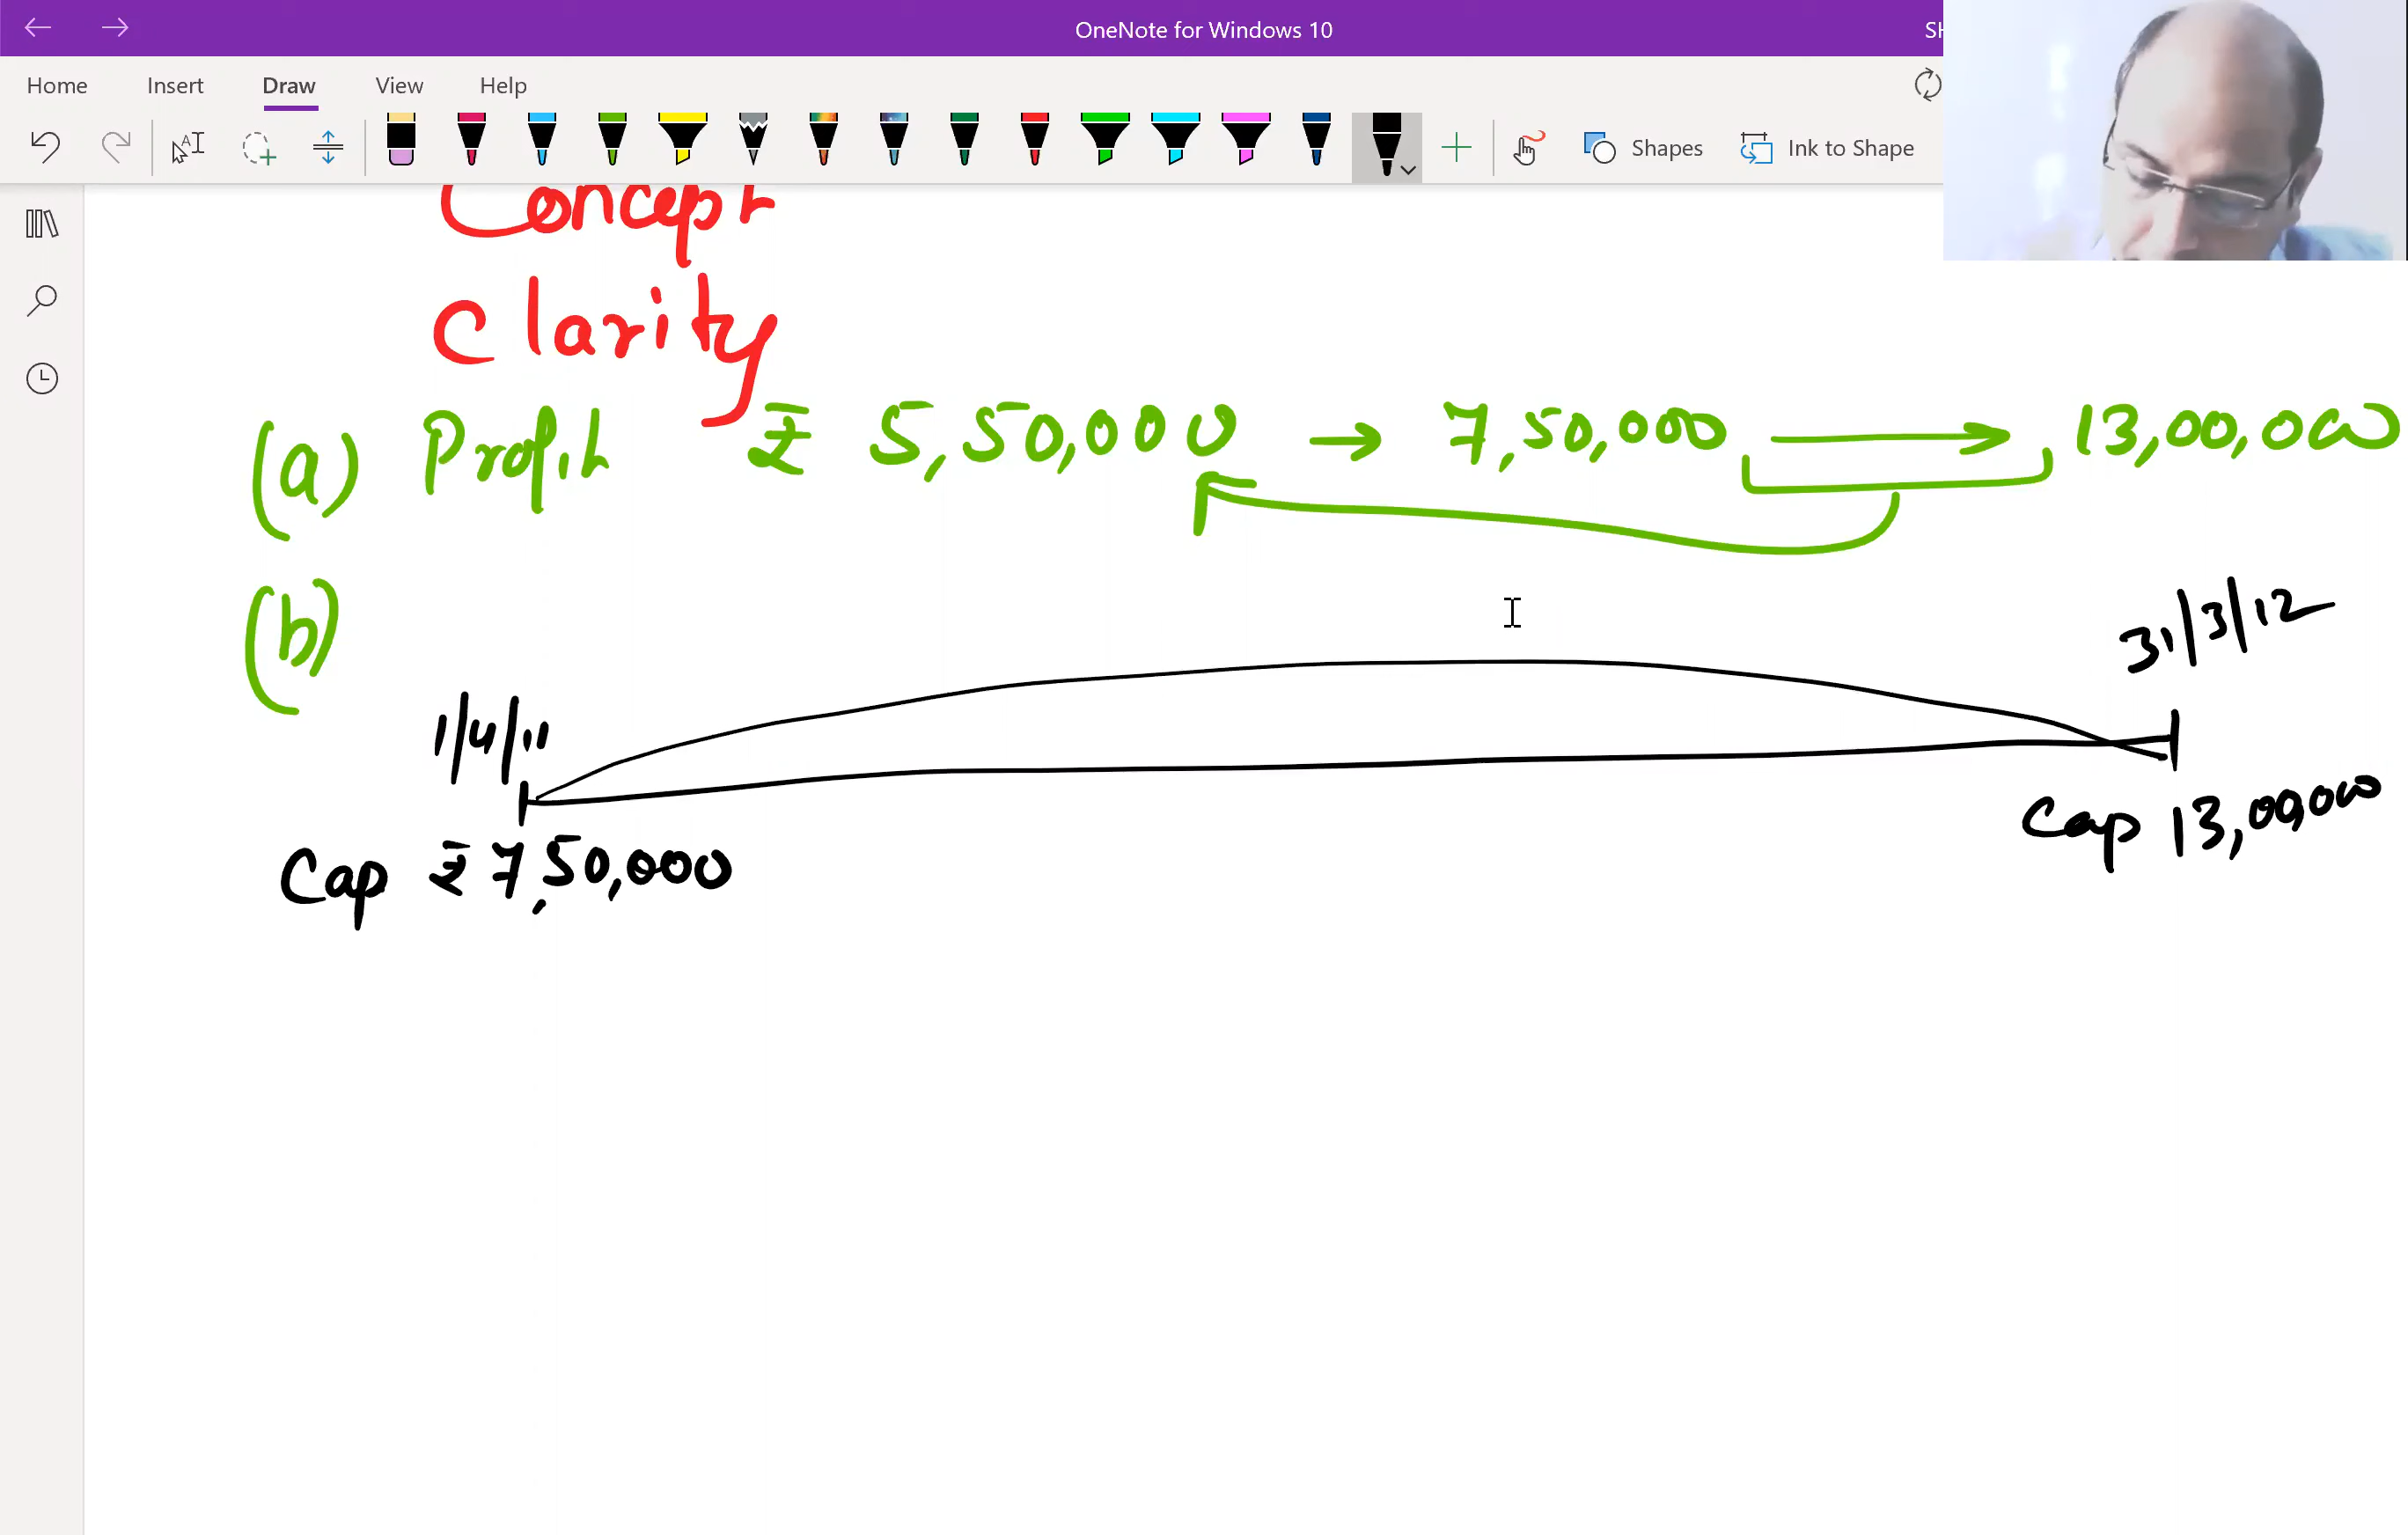 OneNote for Windows 10
SH
Home Insert Draw View Help
Shapes Ink to Shape
Concept
Clarity
(a) Profit ₹ 5,50,000 → 7,50,000 → 13,00,000
(b)
31/3/12
1/4/11
Cap 13,00,000
Cap ₹ 7,50,000